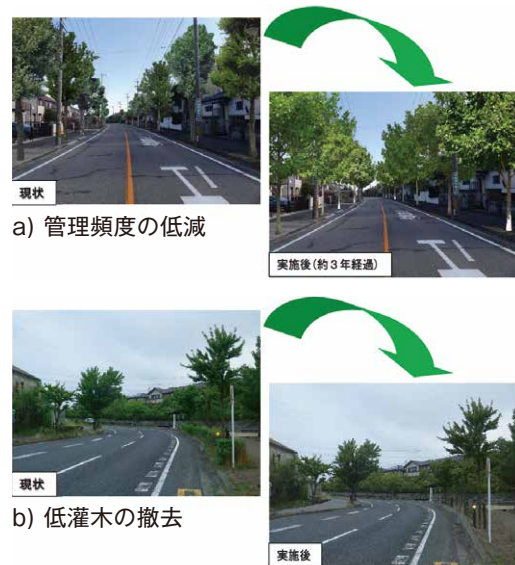 現状
a) 管理頻度の低減
実施後(約3年経過)
現状
b) 低灌木の撤去
実施後